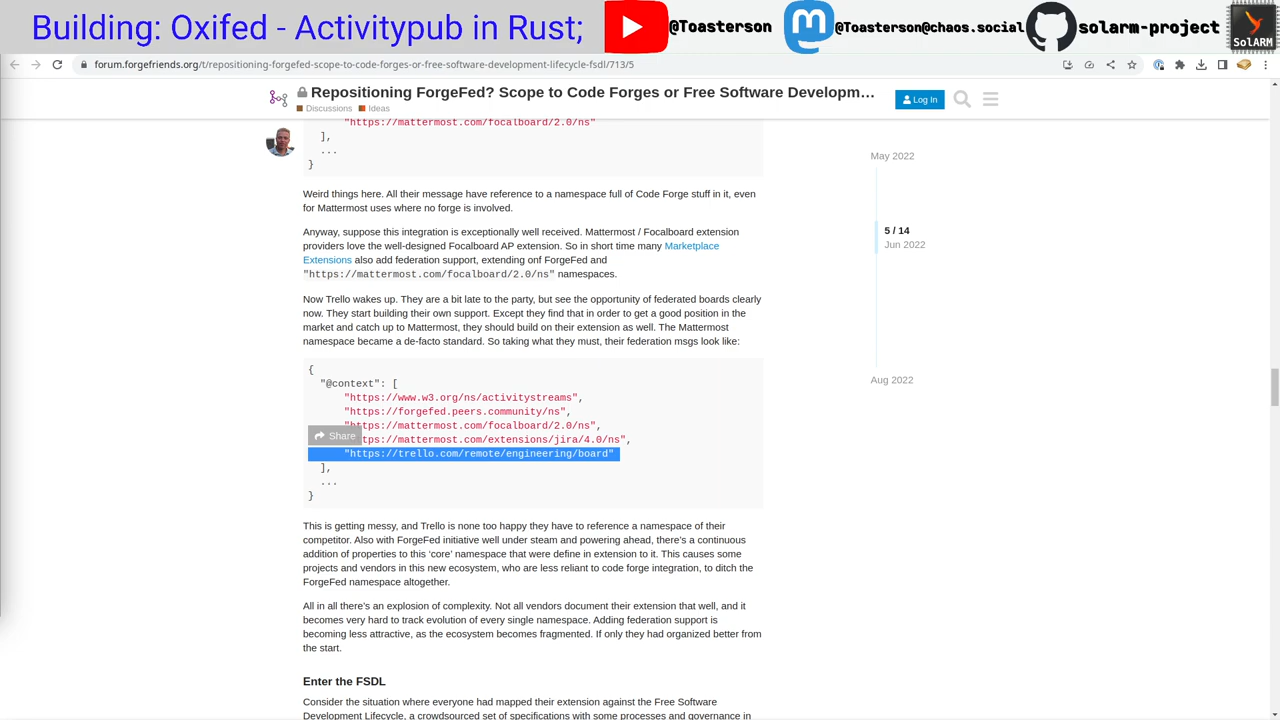 Building: Oxifed - Activitypub in Rust;
@Toasterson
@Toasterson@chaos.social
solarm-project
SolARM
forum.forgefriends.org/t/repositioning-forgefed-scope-to-code-forges-or-free-software-development-lifecycle-fsdl/713/5
Repositioning ForgeFed? Scope to Code Forges or Free Software Developm…
Discussions Ideas
Log In
"https://mattermost.com/focalboard/2.0/ns"
],
...
}
Weird things here. All their message have reference to a namespace full of Code Forge stuff in it, even
for Mattermost uses where no forge is involved.
Anyway, suppose this integration is exceptionally well received. Mattermost / Focalboard extension
providers love the well-designed Focalboard AP extension. So in short time many Marketplace
Extensions also add federation support, extending onf ForgeFed and
"https://mattermost.com/focalboard/2.0/ns" namespaces.
Now Trello wakes up. They are a bit late to the party, but see the opportunity of federated boards clearly
now. They start building their own support. Except they find that in order to get a good position in the
market and catch up to Mattermost, they should build on their extension as well. The Mattermost
namespace became a de-facto standard. So taking what they must, their federation msgs look like:
{
"@context": [
"https://www.w3.org/ns/activitystreams",
"https://forgefed.peers.community/ns",
"https://mattermost.com/focalboard/2.0/ns",
Share
ttps://mattermost.com/extensions/jira/4.0/ns",
"https://trello.com/remote/engineering/board"
],
...
}
This is getting messy, and Trello is none too happy they have to reference a namespace of their
competitor. Also with ForgeFed initiative well under steam and powering ahead, there's a continuous
addition of properties to this ‘core’ namespace that were define in extension to it. This causes some
projects and vendors in this new ecosystem, who are less reliant to code forge integration, to ditch the
ForgeFed namespace altogether.
All in all there's an explosion of complexity. Not all vendors document their extension that well, and it
becomes very hard to track evolution of every single namespace. Adding federation support is
becoming less attractive, as the ecosystem becomes fragmented. If only they had organized better from
the start.
Enter the FSDL
Consider the situation where everyone had mapped their extension against the Free Software
Development Lifecycle, a crowdsourced set of specifications with some processes and governance in
May 2022
5 / 14
Jun 2022
Aug 2022